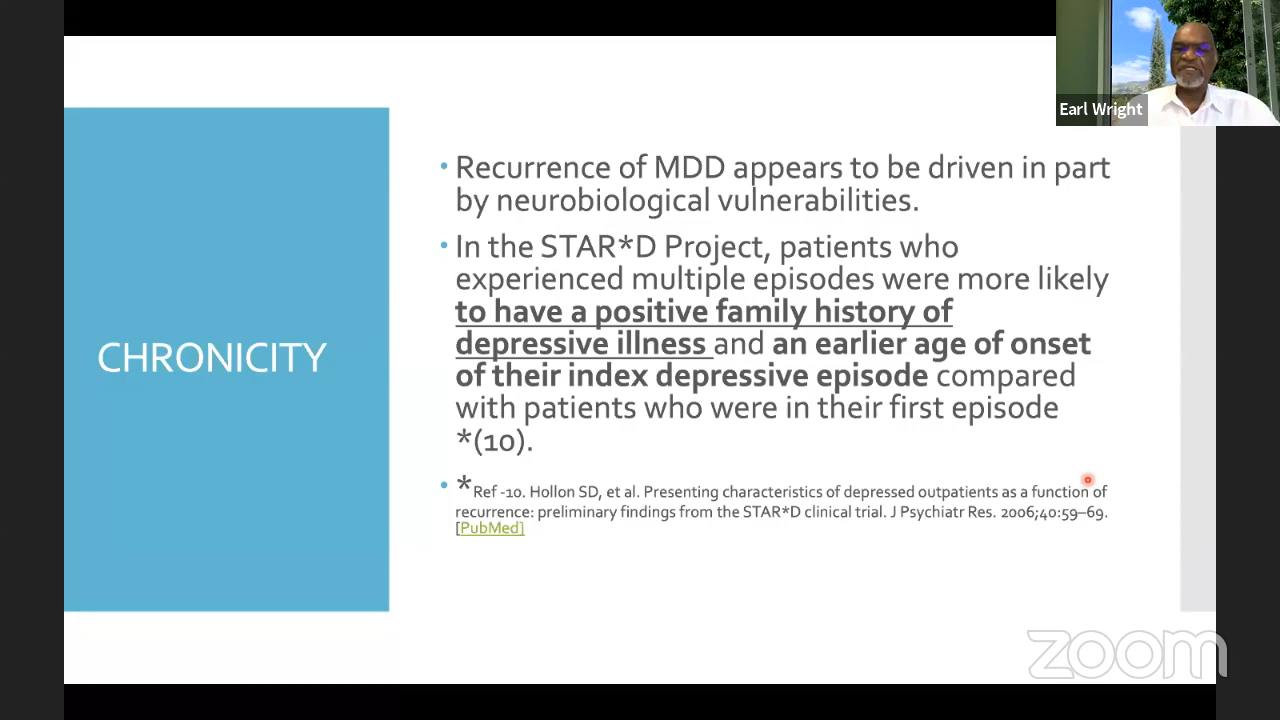 Earl Wright
CHRONICITY
• Recurrence of MDD appears to be driven in part
by neurobiological vulnerabilities.
• In the STAR*D Project, patients who
experienced multiple episodes were more likely
to have a positive family history of
depressive illness and an earlier age of onset
of their index depressive episode compared
with patients who were in their first episode
*(10).
• *Ref -10. Hollon SD, et al. Presenting characteristics of depressed outpatients as a function of
recurrence: preliminary findings from the STAR*D clinical trial. J Psychiatr Res. 2006;40:59–69.
[PubMed]
zoom